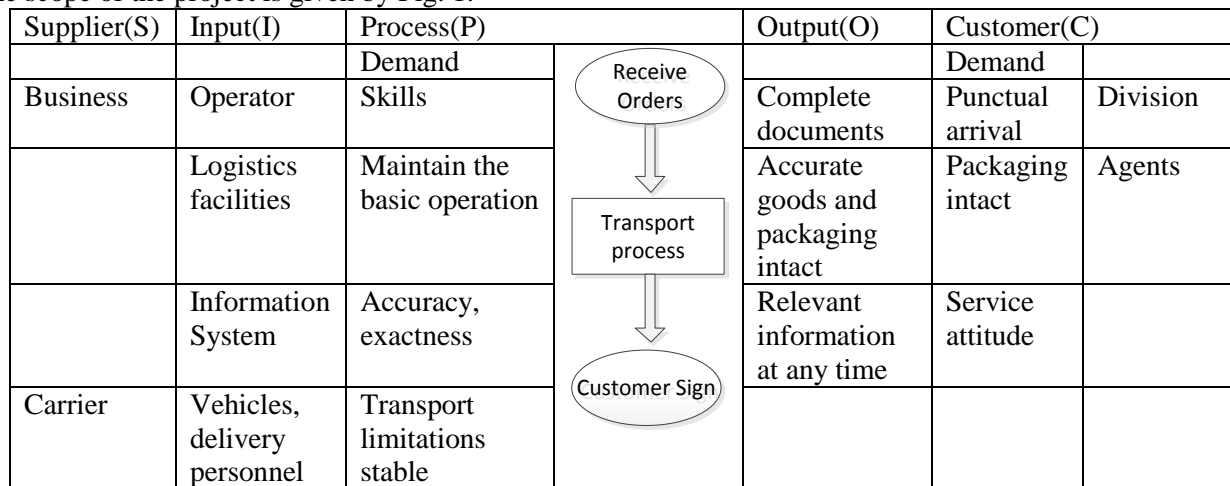 scope of the project is given by Fig. 1.
Supplier(S) Input(I) Process(P) Output(O) Customer(C)
Demand Demand
Business Operator Skills Complete documents Punctual arrival Division
Logistics facilities Maintain the basic operation Accurate goods and packaging intact Packaging intact Agents
Information System Accuracy, exactness Relevant information at any time Service attitude
Carrier Vehicles, delivery personnel Transport limitations stable
Receive
Orders
Transport
process
Customer Sign